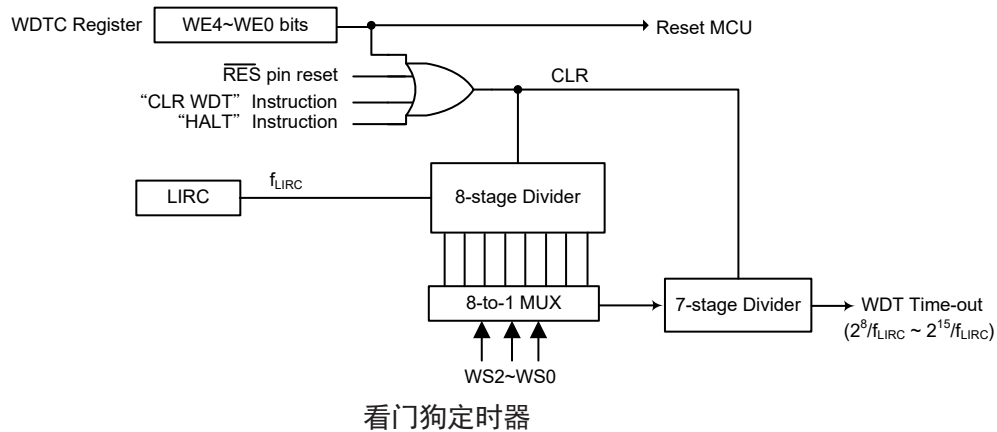 WDTC Register
WE4~WE0 bits
Reset MCU
RES pin reset
CLR
“CLR WDT” Instruction
“HALT” Instruction
LIRC
fLIRC
8-stage Divider
8-to-1 MUX
7-stage Divider
WDT Time-out
(2⁸/fLIRC ~ 2¹⁵/fLIRC)
WS2~WS0
看门狗定时器